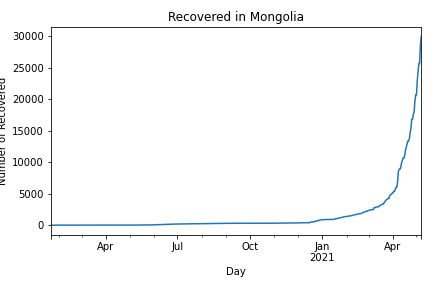 Recovered in Mongolia
30000
25000
20000
15000
10000
5000
0
Number of Recovered
Apr Jul Oct Jan Apr
2021
Day